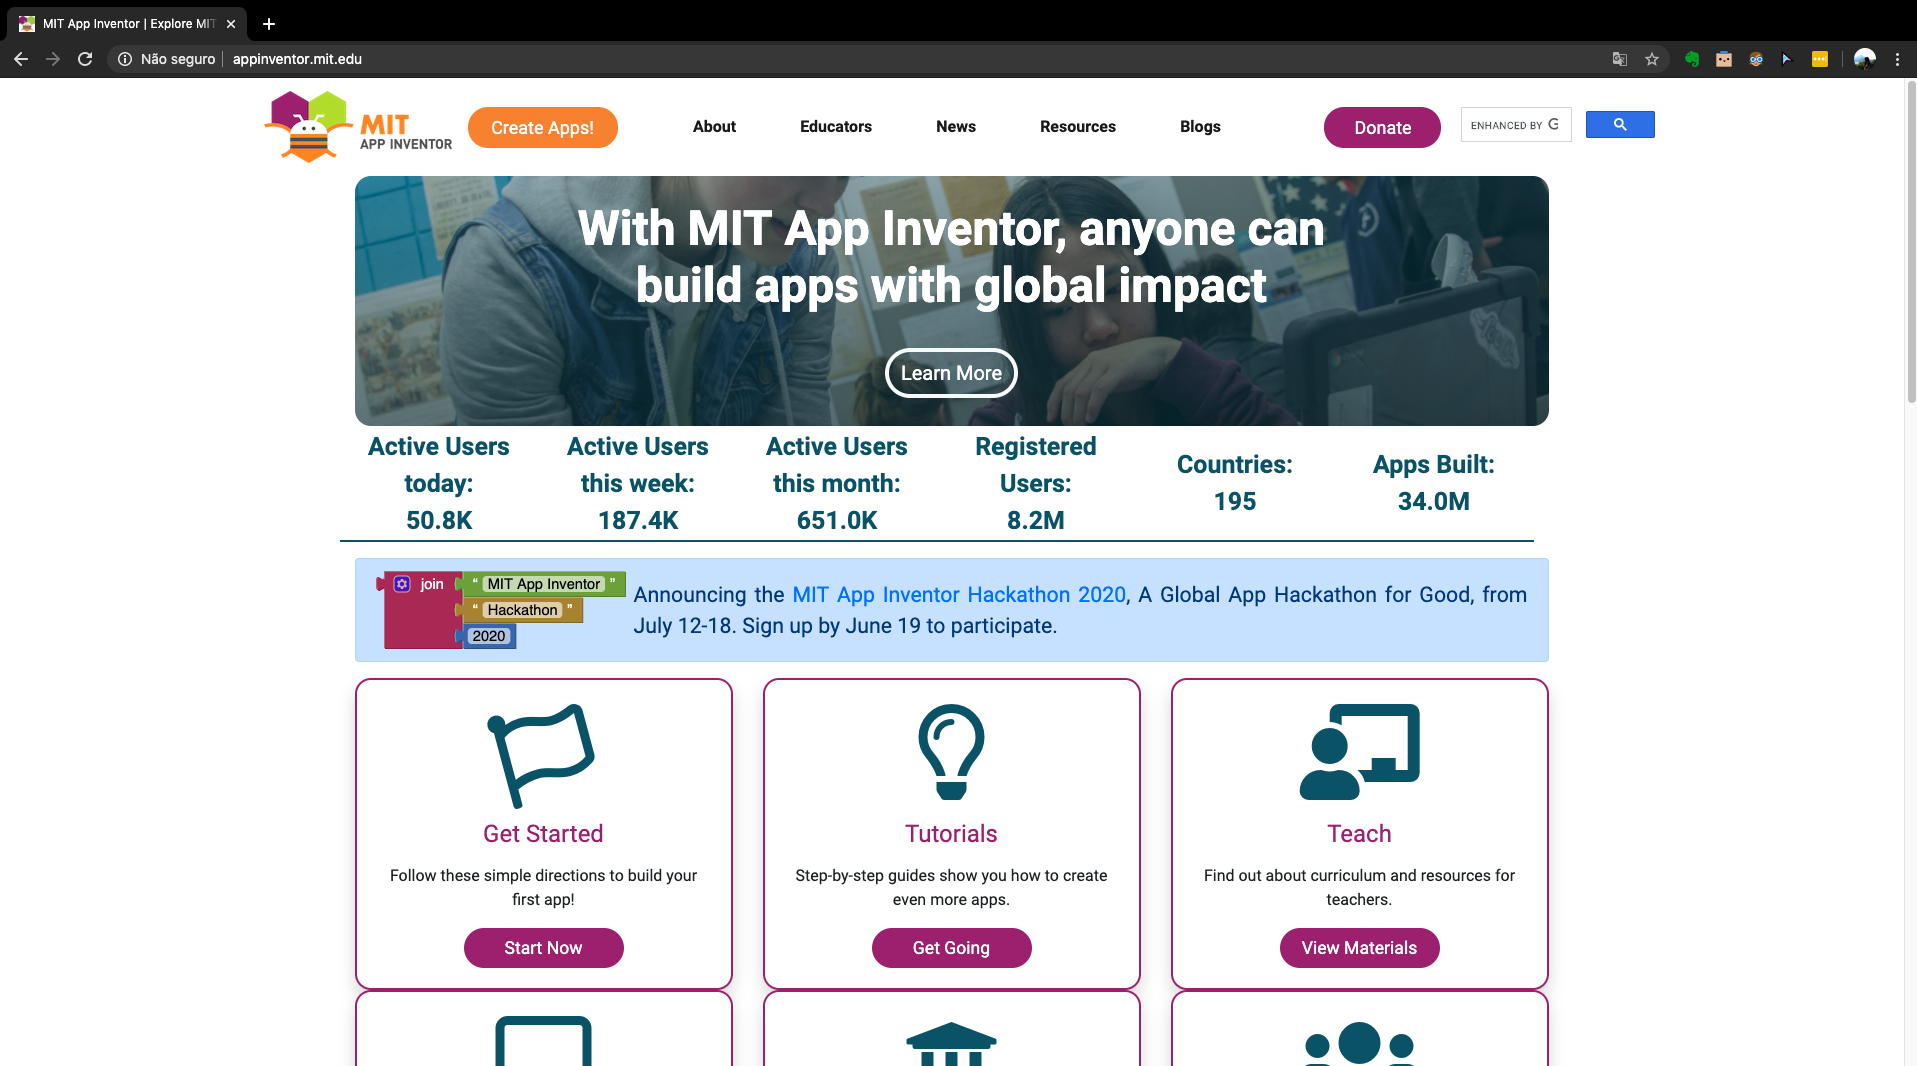 MIT App Inventor | Explore MIT
Não seguro
appinventor.mit.edu
MIT
APP INVENTOR
Create Apps!
About
Educators
News
Resources
Blogs
Donate
ENHANCED BY G
With MIT App Inventor, anyone can
build apps with global impact
Learn More
Active Users
today:
50.8K
Active Users
this week:
187.4K
Active Users
this month:
651.0K
Registered
Users:
8.2M
Countries:
195
Apps Built:
34.0M
join
“ MIT App Inventor ”
“ Hackathon ”
2020
Announcing the MIT App Inventor Hackathon 2020, A Global App Hackathon for Good, from
July 12-18. Sign up by June 19 to participate.
Get Started
Follow these simple directions to build your
first app!
Start Now
Tutorials
Step-by-step guides show you how to create
even more apps.
Get Going
Teach
Find out about curriculum and resources for
teachers.
View Materials